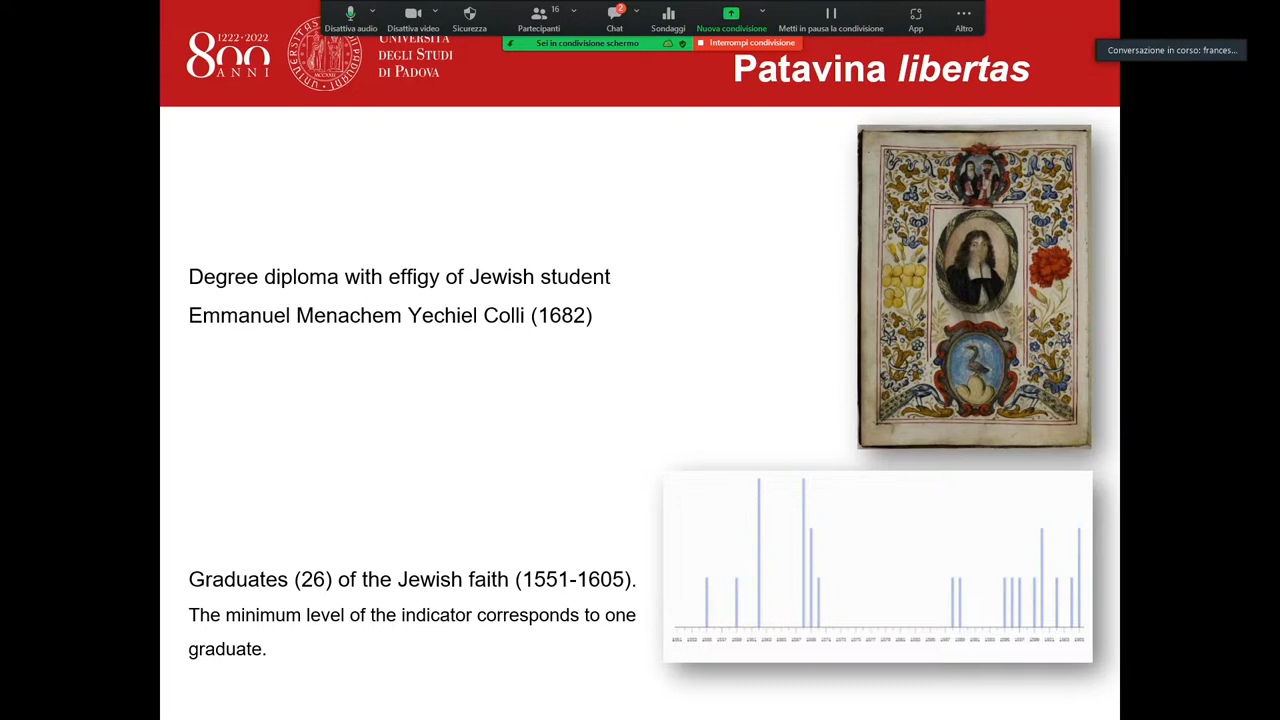 16
2
Disattiva audio
Disattiva video
Sicurezza
Partecipanti
Chat
Sondaggi
Nuova condivisione
Metti in pausa la condivisione
App
Altro
Sei in condivisione schermo
Interrompi condivisione
Conversazione in corso: frances...
1222·2022
800
ANNI
UNIVERSITÀ
DEGLI STUDI
DI PADOVA
Patavina libertas
Degree diploma with effigy of Jewish student
Emmanuel Menachem Yechiel Colli (1682)
Graduates (26) of the Jewish faith (1551-1605).
The minimum level of the indicator corresponds to one
graduate.